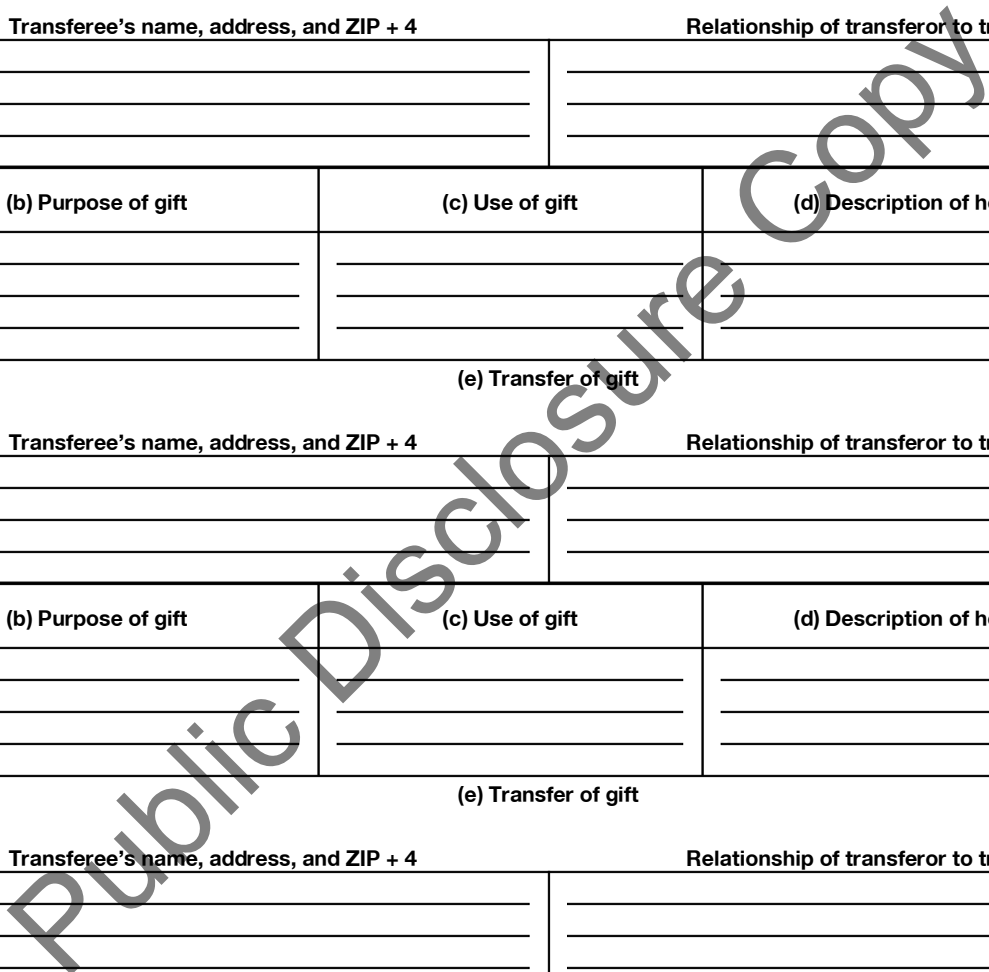 Transferee’s name, address, and ZIP + 4 Relationship of transferor to tr
(b) Purpose of gift (c) Use of gift (d) Description of h
(e) Transfer of gift
Transferee’s name, address, and ZIP + 4 Relationship of transferor to tr
(b) Purpose of gift (c) Use of gift (d) Description of h
(e) Transfer of gift
Transferee’s name, address, and ZIP + 4 Relationship of transferor to tr
Public Disclosure Copy